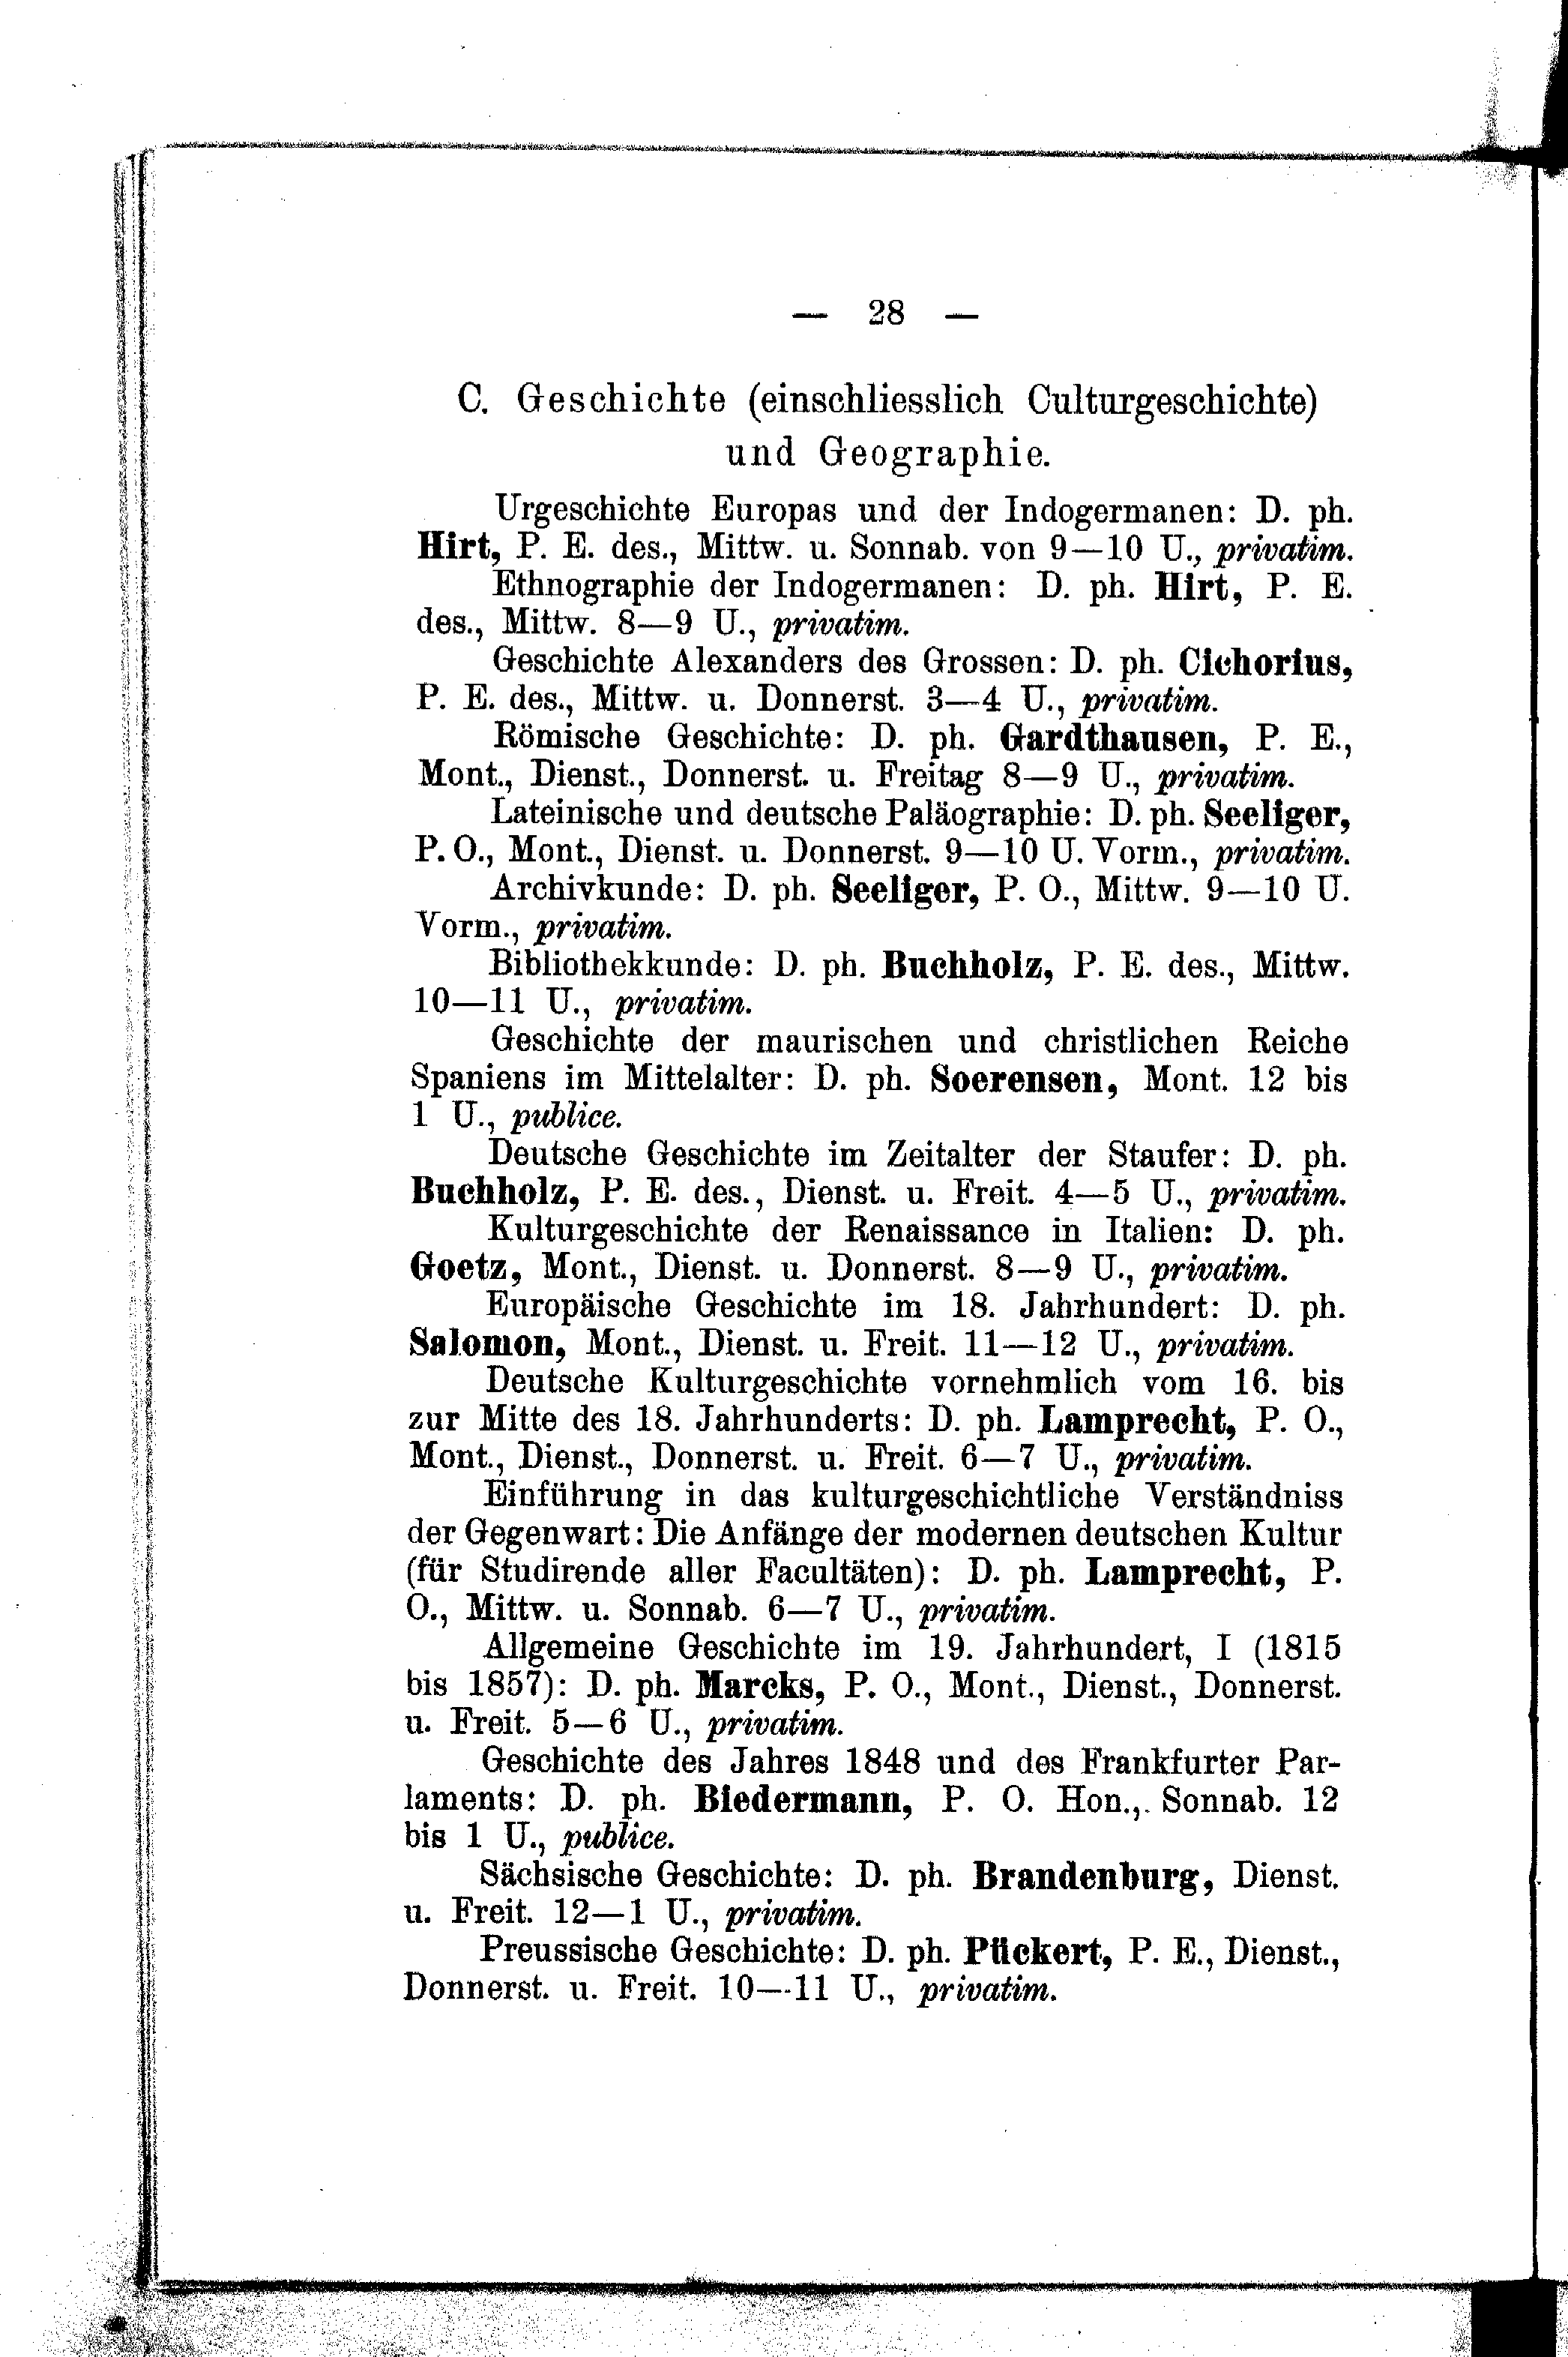 — 28 —
C. Geschichte (einschliesslich Culturgeschichte)
und Geographie.
Urgeschichte Europas und der Indogermanen: D. ph.
Hirt, P. E. des., Mittw. u. Sonnab. von 9—10 U., privatim.
Ethnographie der Indogermanen: D. ph. Hirt, P. E.
des., Mittw. 8—9 U., privatim.
Geschichte Alexanders des Grossen: D. ph. Cichorius,
P. E. des., Mittw. u. Donnerst. 3—4 U., privatim.
Römische Geschichte: D. ph. Gardthausen, P. E.,
Mont., Dienst., Donnerst. u. Freitag 8—9 U., privatim.
Lateinische und deutsche Paläographie: D. ph. Seeliger,
P. O., Mont., Dienst. u. Donnerst. 9—10 U. Vorm., privatim.
Archivkunde: D. ph. Seeliger, P. O., Mittw. 9—10 U.
Vorm., privatim.
Bibliothekkunde: D. ph. Buchholz, P. E. des., Mittw.
10—11 U., privatim.
Geschichte der maurischen und christlichen Reiche
Spaniens im Mittelalter: D. ph. Soerensen, Mont. 12 bis
1 U., publice.
Deutsche Geschichte im Zeitalter der Staufer: D. ph.
Buchholz, P. E. des., Dienst. u. Freit. 4—5 U., privatim.
Kulturgeschichte der Renaissance in Italien: D. ph.
Goetz, Mont., Dienst. u. Donnerst. 8—9 U., privatim.
Europäische Geschichte im 18. Jahrhundert: D. ph.
Salomon, Mont., Dienst. u. Freit. 11—12 U., privatim.
Deutsche Kulturgeschichte vornehmlich vom 16. bis
zur Mitte des 18. Jahrhunderts: D. ph. Lamprecht, P. O.,
Mont., Dienst., Donnerst. u. Freit. 6—7 U., privatim.
Einführung in das kulturgeschichtliche Verständniss
der Gegenwart: Die Anfänge der modernen deutschen Kultur
(für Studirende aller Facultäten): D. ph. Lamprecht, P.
O., Mittw. u. Sonnab. 6—7 U., privatim.
Allgemeine Geschichte im 19. Jahrhundert, I (1815
bis 1857): D. ph. Marcks, P. O., Mont., Dienst., Donnerst.
u. Freit. 5—6 U., privatim.
Geschichte des Jahres 1848 und des Frankfurter Par-
laments: D. ph. Biedermann, P. O. Hon., Sonnab. 12
bis 1 U., publice.
Sächsische Geschichte: D. ph. Brandenburg, Dienst.
u. Freit. 12—1 U., privatim.
Preussische Geschichte: D. ph. Pückert, P. E., Dienst.,
Donnerst. u. Freit. 10—11 U., privatim.